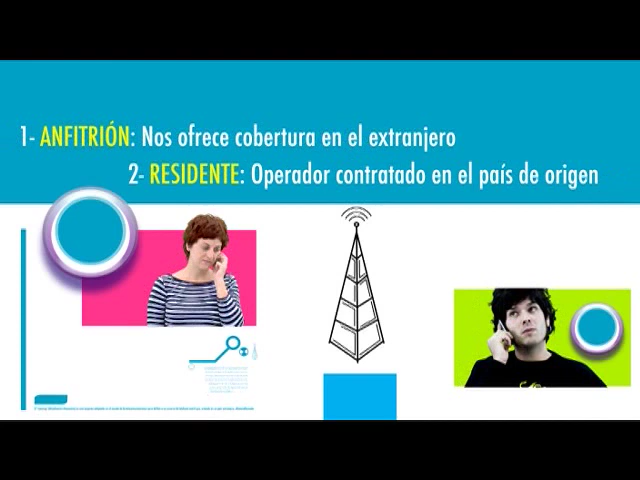 1- ANFITRIÓN: Nos ofrece cobertura en el extranjero
2- RESIDENTE: Operador contratado en el país de origen